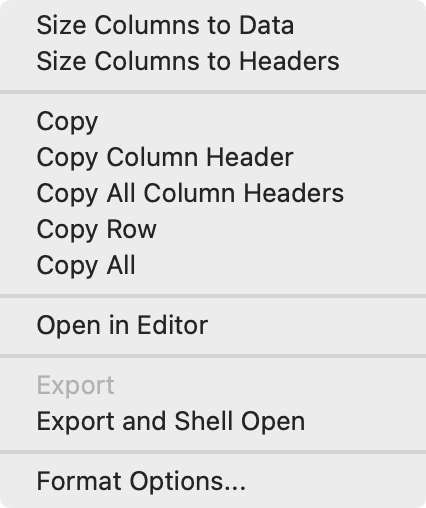 Size Columns to Data
Size Columns to Headers
Copy
Copy Column Header
Copy All Column Headers
Copy Row
Copy All
Open in Editor
Export
Export and Shell Open
Format Options...